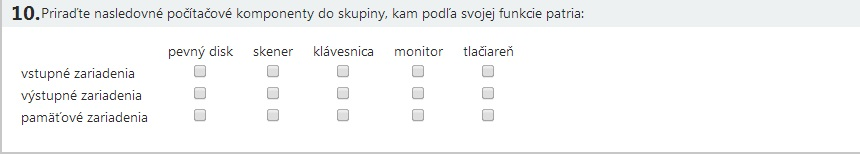 10. Priraďte nasledovné počítačové komponenty do skupiny, kam podľa svojej funkcie patria:
pevný disk skener klávesnica monitor tlačiareň
vstupné zariadenia
výstupné zariadenia
pamäťové zariadenia